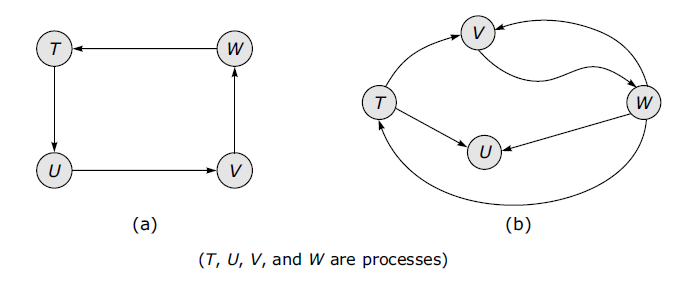 T
W
U
V
(a)
V
T
W
U
(b)
(T, U, V, and W are processes)